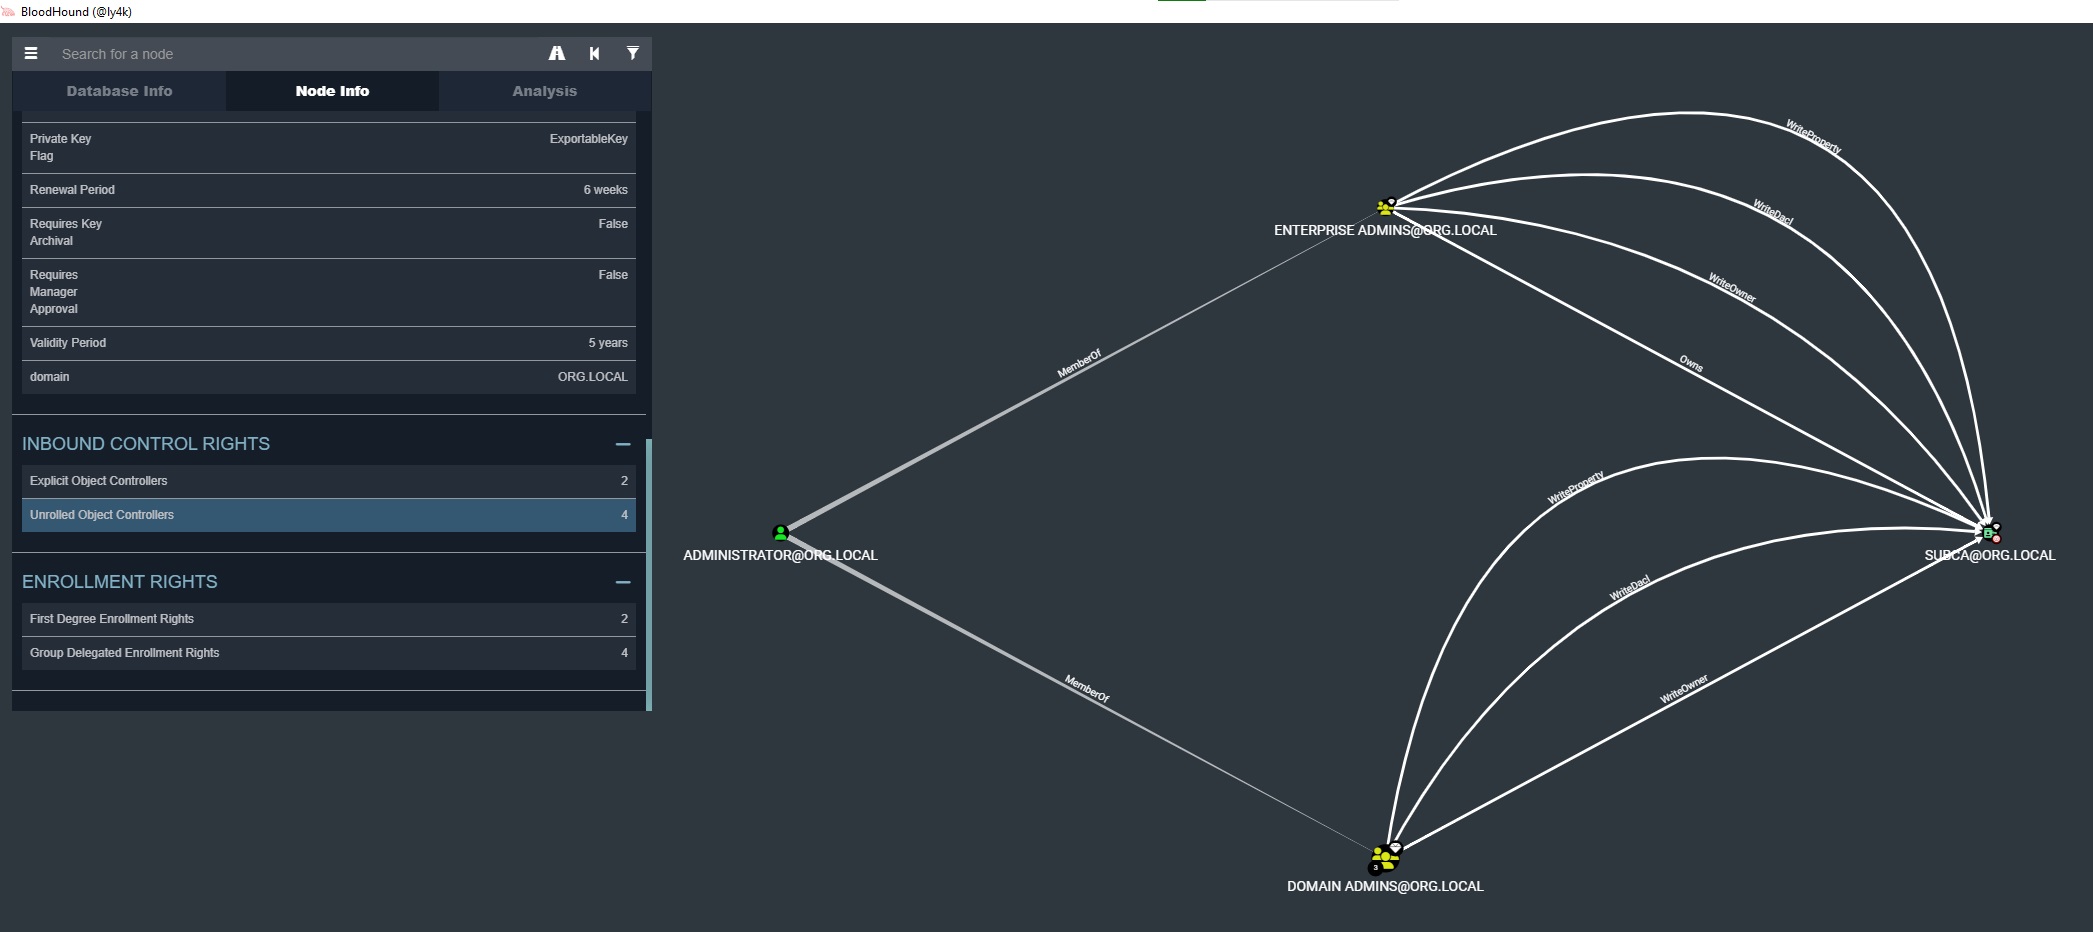 BloodHound (@ly4k)
Search for a node
Database Info
Node Info
Analysis
Private Key Flag ExportableKey
Renewal Period 6 weeks
Requires Key Archival False
Requires Manager Approval False
Validity Period 5 years
domain ORG.LOCAL
INBOUND CONTROL RIGHTS
Explicit Object Controllers 2
Unrolled Object Controllers 4
ENROLLMENT RIGHTS
First Degree Enrollment Rights 2
Group Delegated Enrollment Rights 4
WriteProperty
WriteDacl
ENTERPRISE ADMINS@ORG.LOCAL
WriteOwner
MemberOf
Owns
WriteProperty
ADMINISTRATOR@ORG.LOCAL
SUBCA@ORG.LOCAL
WriteDacl
MemberOf
WriteOwner
3
DOMAIN ADMINS@ORG.LOCAL